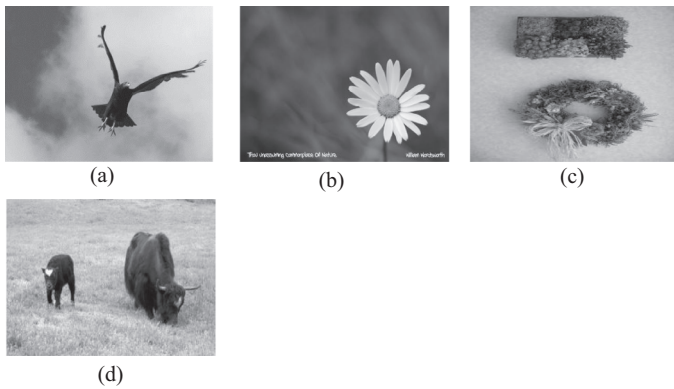 (a)
(b)
(c)
"Thou unassuming Commonplace Of Nature. William Wordsworth
(d)